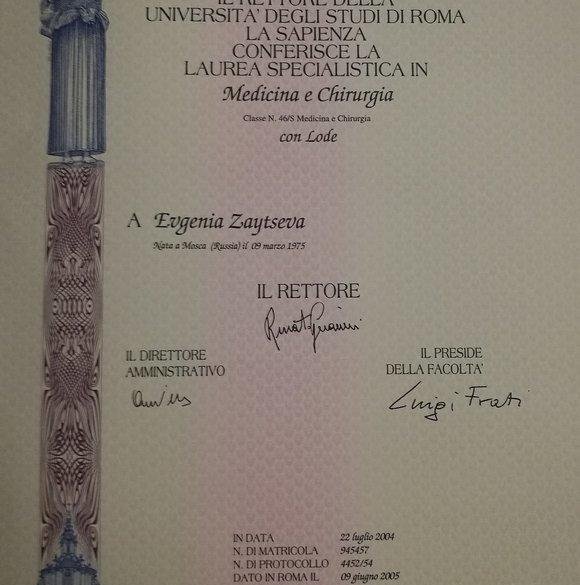 IL RETTORE DELLA
UNIVERSITA' DEGLI STUDI DI ROMA
LA SAPIENZA
CONFERISCE LA
LAUREA SPECIALISTICA IN
Medicina e Chirurgia
Classe N. 46/S Medicina e Chirurgia
con Lode
A Evgenia Zaytseva
Nata a Mosca (Russia) il 09 marzo 1975
IL RETTORE
IL DIRETTORE
AMMINISTRATIVO
IL PRESIDE
DELLA FACOLTA'
Luigi Frati
IN DATA 22 luglio 2004
N. DI MATRICOLA 945457
N. DI PROTOCOLLO 4452/54
DATO IN ROMA IL 09 giugno 2005